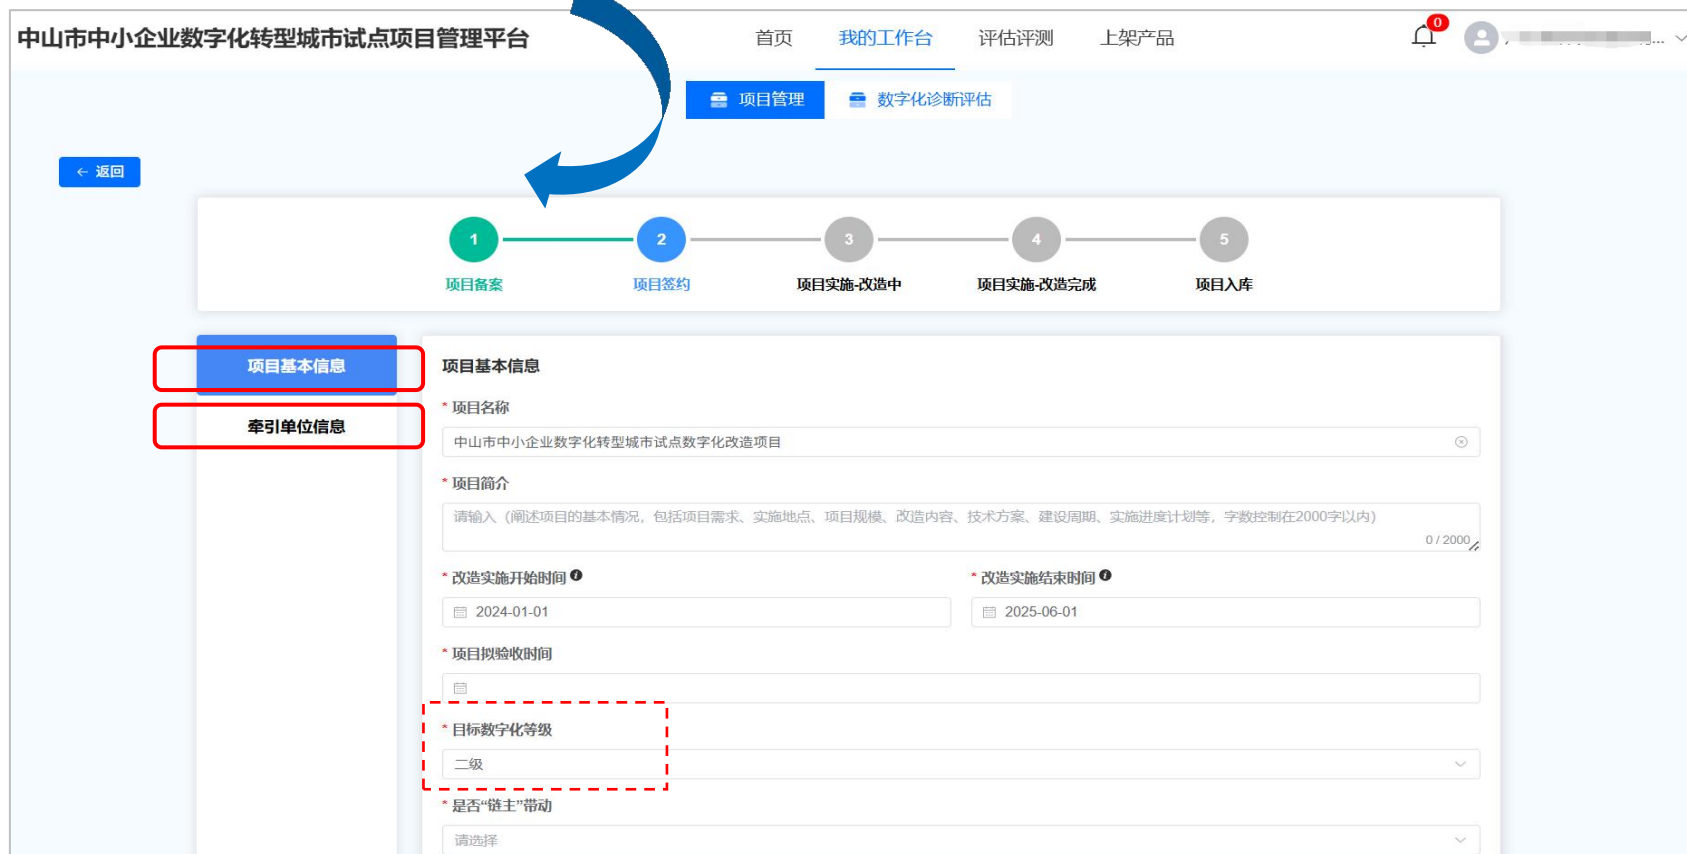 中山市中小企业数字化转型城市试点项目管理平台
首页 我的工作台 评估评测 上架产品
0
项目管理 数字化诊断评估
← 返回
1 2 3 4 5
项目备案 项目签约 项目实施-改造中 项目实施-改造完成 项目入库
项目基本信息
牵引单位信息
项目基本信息
* 项目名称
中山市中小企业数字化转型城市试点数字化改造项目
* 项目简介
请输入（阐述项目的基本情况，包括项目需求、实施地点、项目规模、改造内容、技术方案、建设周期、实施进度计划等，字数控制在2000字以内）
0 / 2000
* 改造实施开始时间 * 改造实施结束时间
2024-01-01 2025-06-01
* 项目拟验收时间
* 目标数字化等级
二级
* 是否“链主”带动
请选择